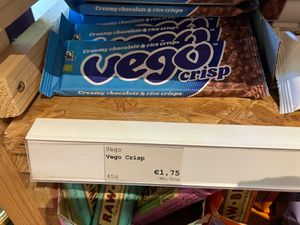 Creamy chocolate & rice crisps
Creamy chocolate & rice crisps
vego
crisp
Creamy chocolate & rice crisps
Vego
Vego Crisp
40g
€1,75